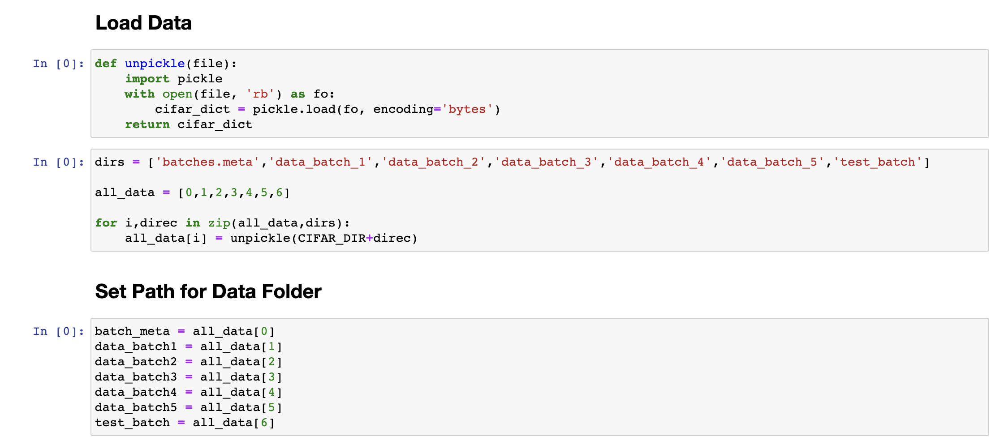 Load Data
In [0]: def unpickle(file):
    import pickle
    with open(file, 'rb') as fo:
        cifar_dict = pickle.load(fo, encoding='bytes')
    return cifar_dict
In [0]: dirs = ['batches.meta','data_batch_1','data_batch_2','data_batch_3','data_batch_4','data_batch_5','test_batch']
all_data = [0,1,2,3,4,5,6]
for i,direc in zip(all_data,dirs):
    all_data[i] = unpickle(CIFAR_DIR+direc)
Set Path for Data Folder
In [0]: batch_meta = all_data[0]
data_batch1 = all_data[1]
data_batch2 = all_data[2]
data_batch3 = all_data[3]
data_batch4 = all_data[4]
data_batch5 = all_data[5]
test_batch = all_data[6]